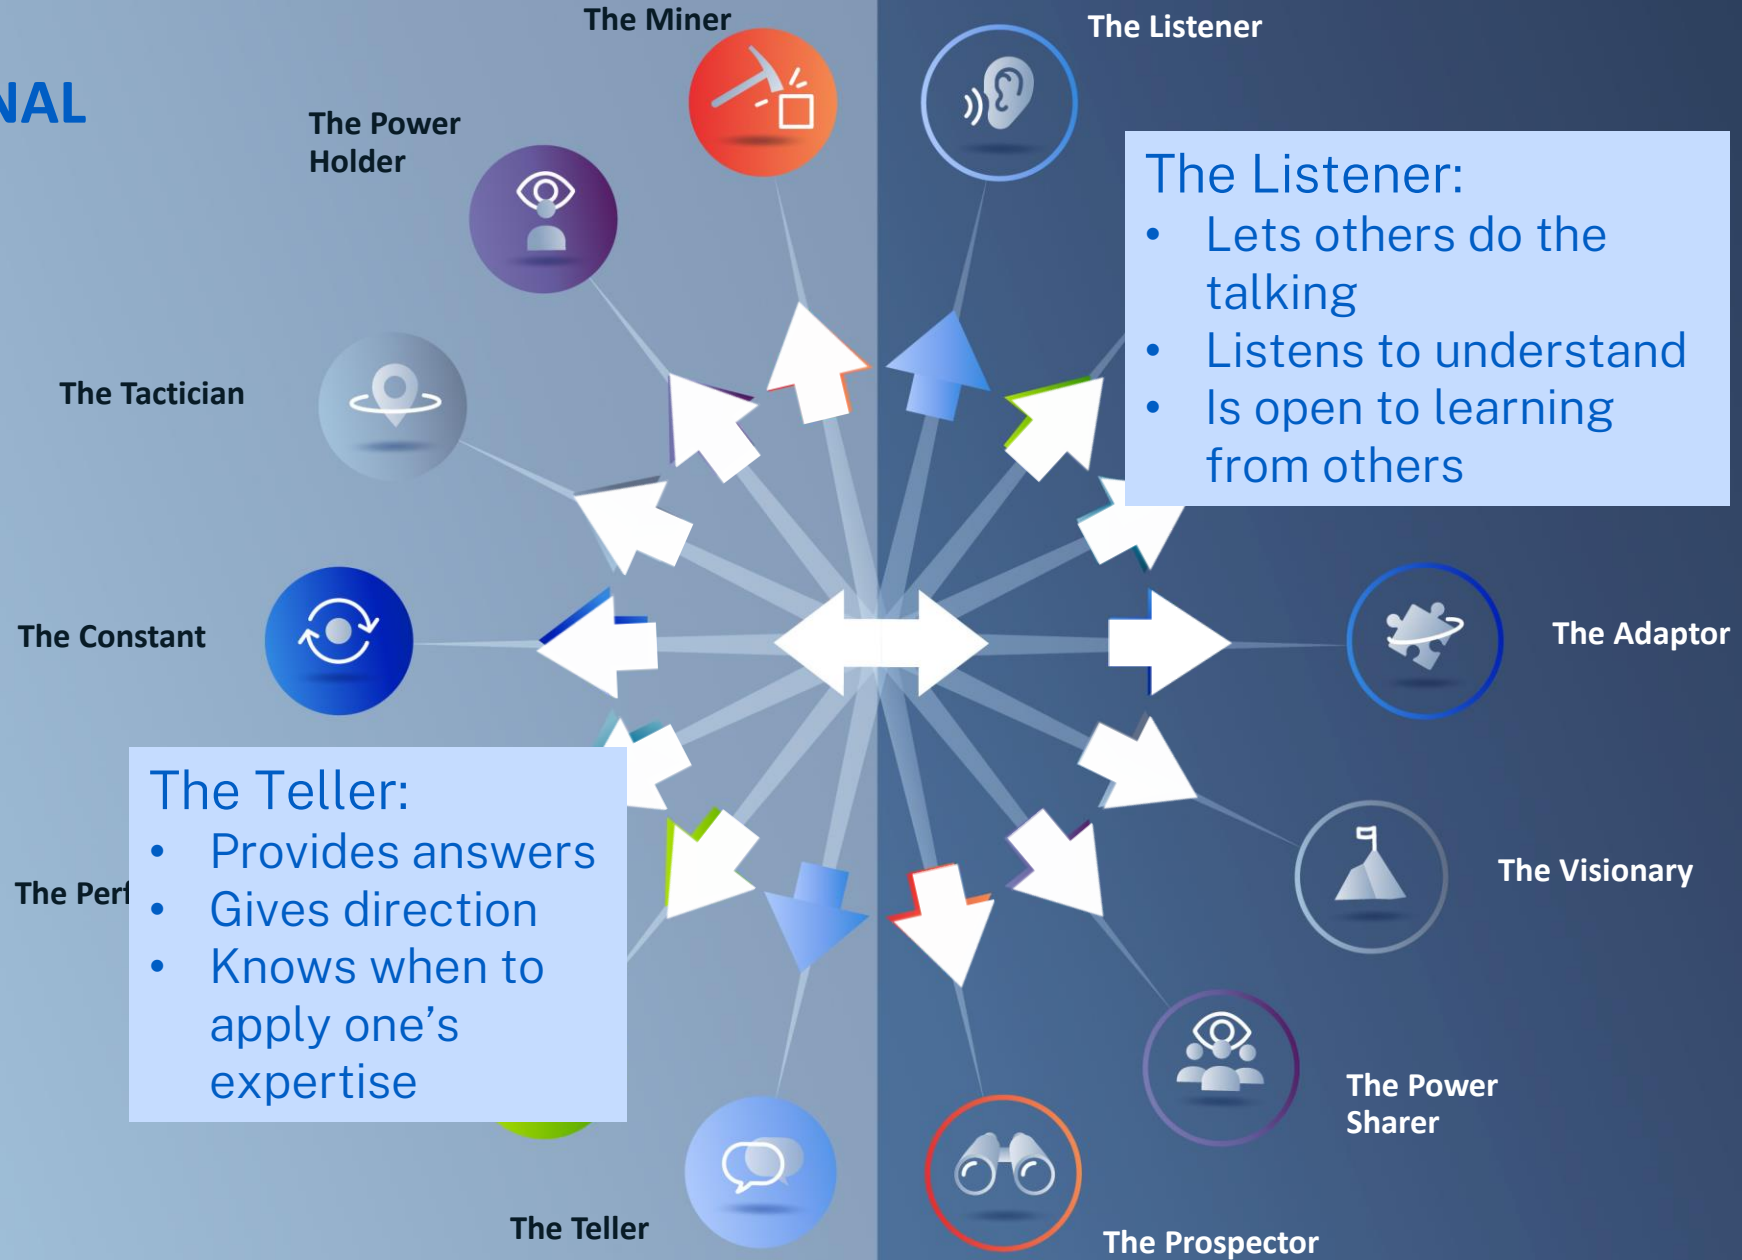 The Miner
The Listener
NAL
The Power
Holder
The Listener:
• Lets others do the
talking
• Listens to understand
• Is open to learning
from others
The Tactician
The Constant
The Adaptor
The Teller:
• Provides answers
• Gives direction
• Knows when to
apply one’s
expertise
The Perf
The Visionary
The Power
Sharer
The Teller
The Prospector